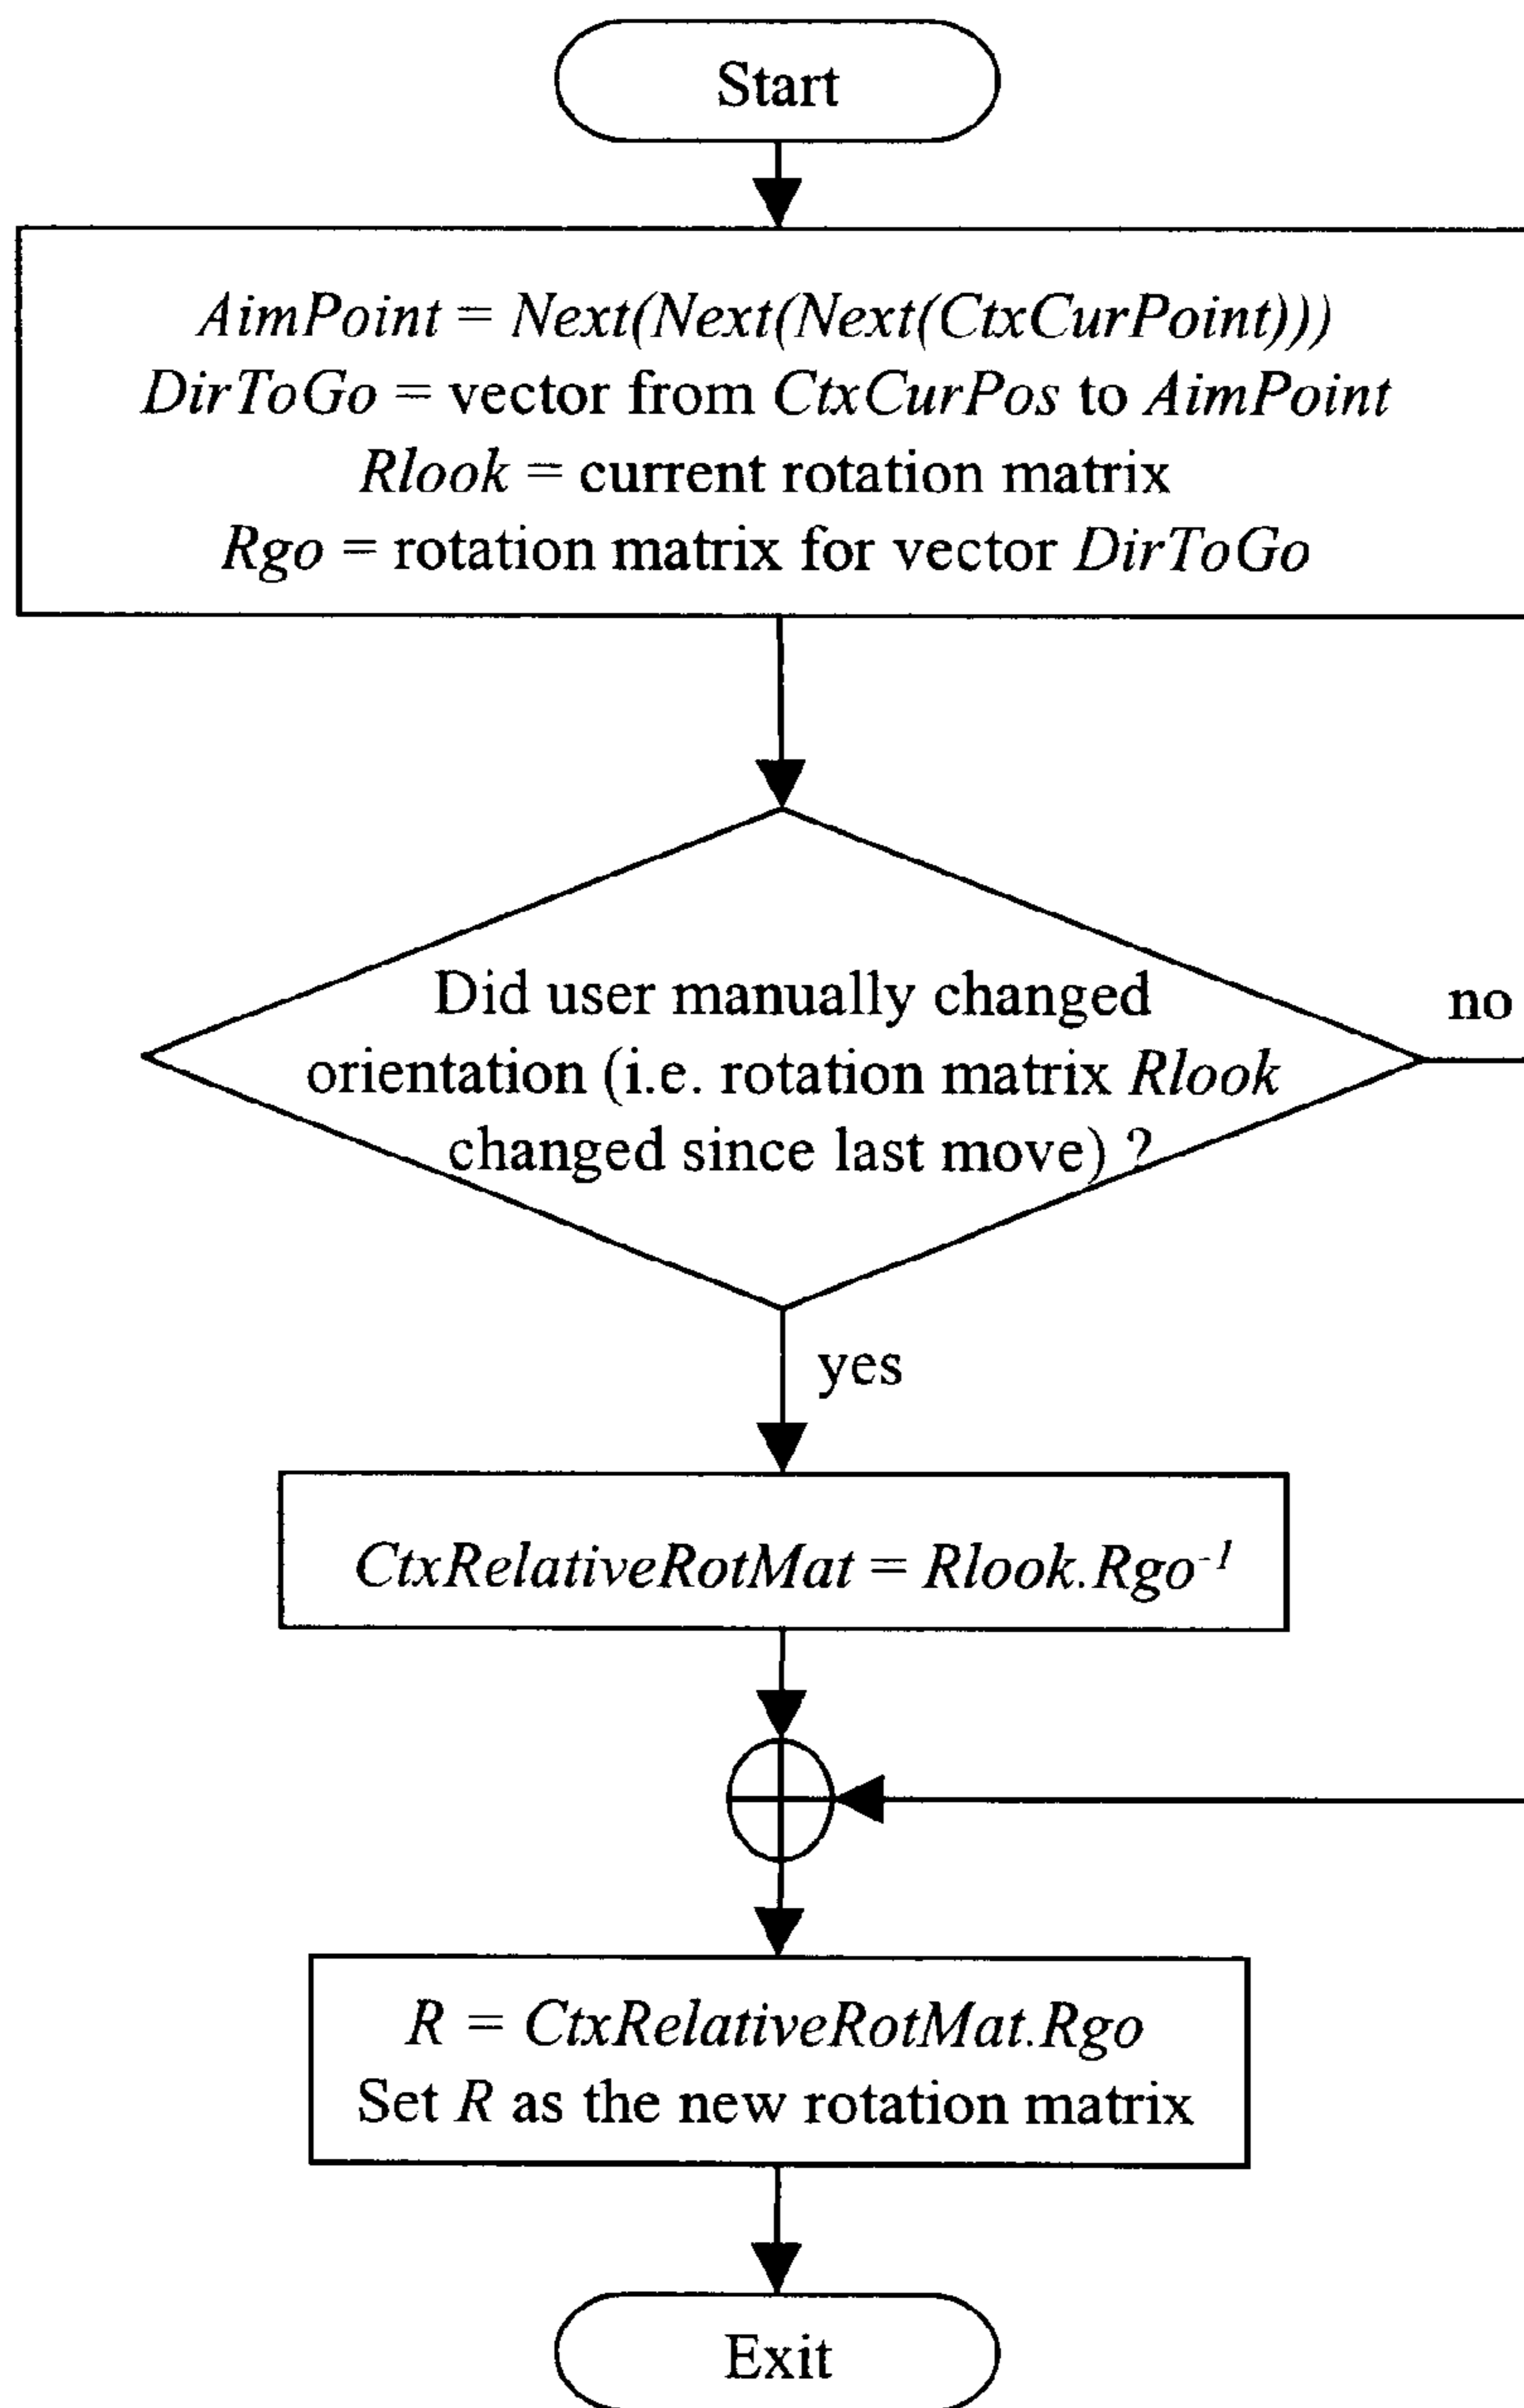 Start
AimPoint = Next(Next(Next(CtxCurPoint)))
DirToGo = vector from CtxCurPos to AimPoint
Rlook = current rotation matrix
Rgo = rotation matrix for vector DirToGo
Did user manually changed
no
orientation (i.e. rotation matrix Rlook
changed since last move) ?
yes
CtxRelativeRotMat = Rlook.Rgo⁻¹
R = CtxRelativeRotMat.Rgo
Set R as the new rotation matrix
Exit